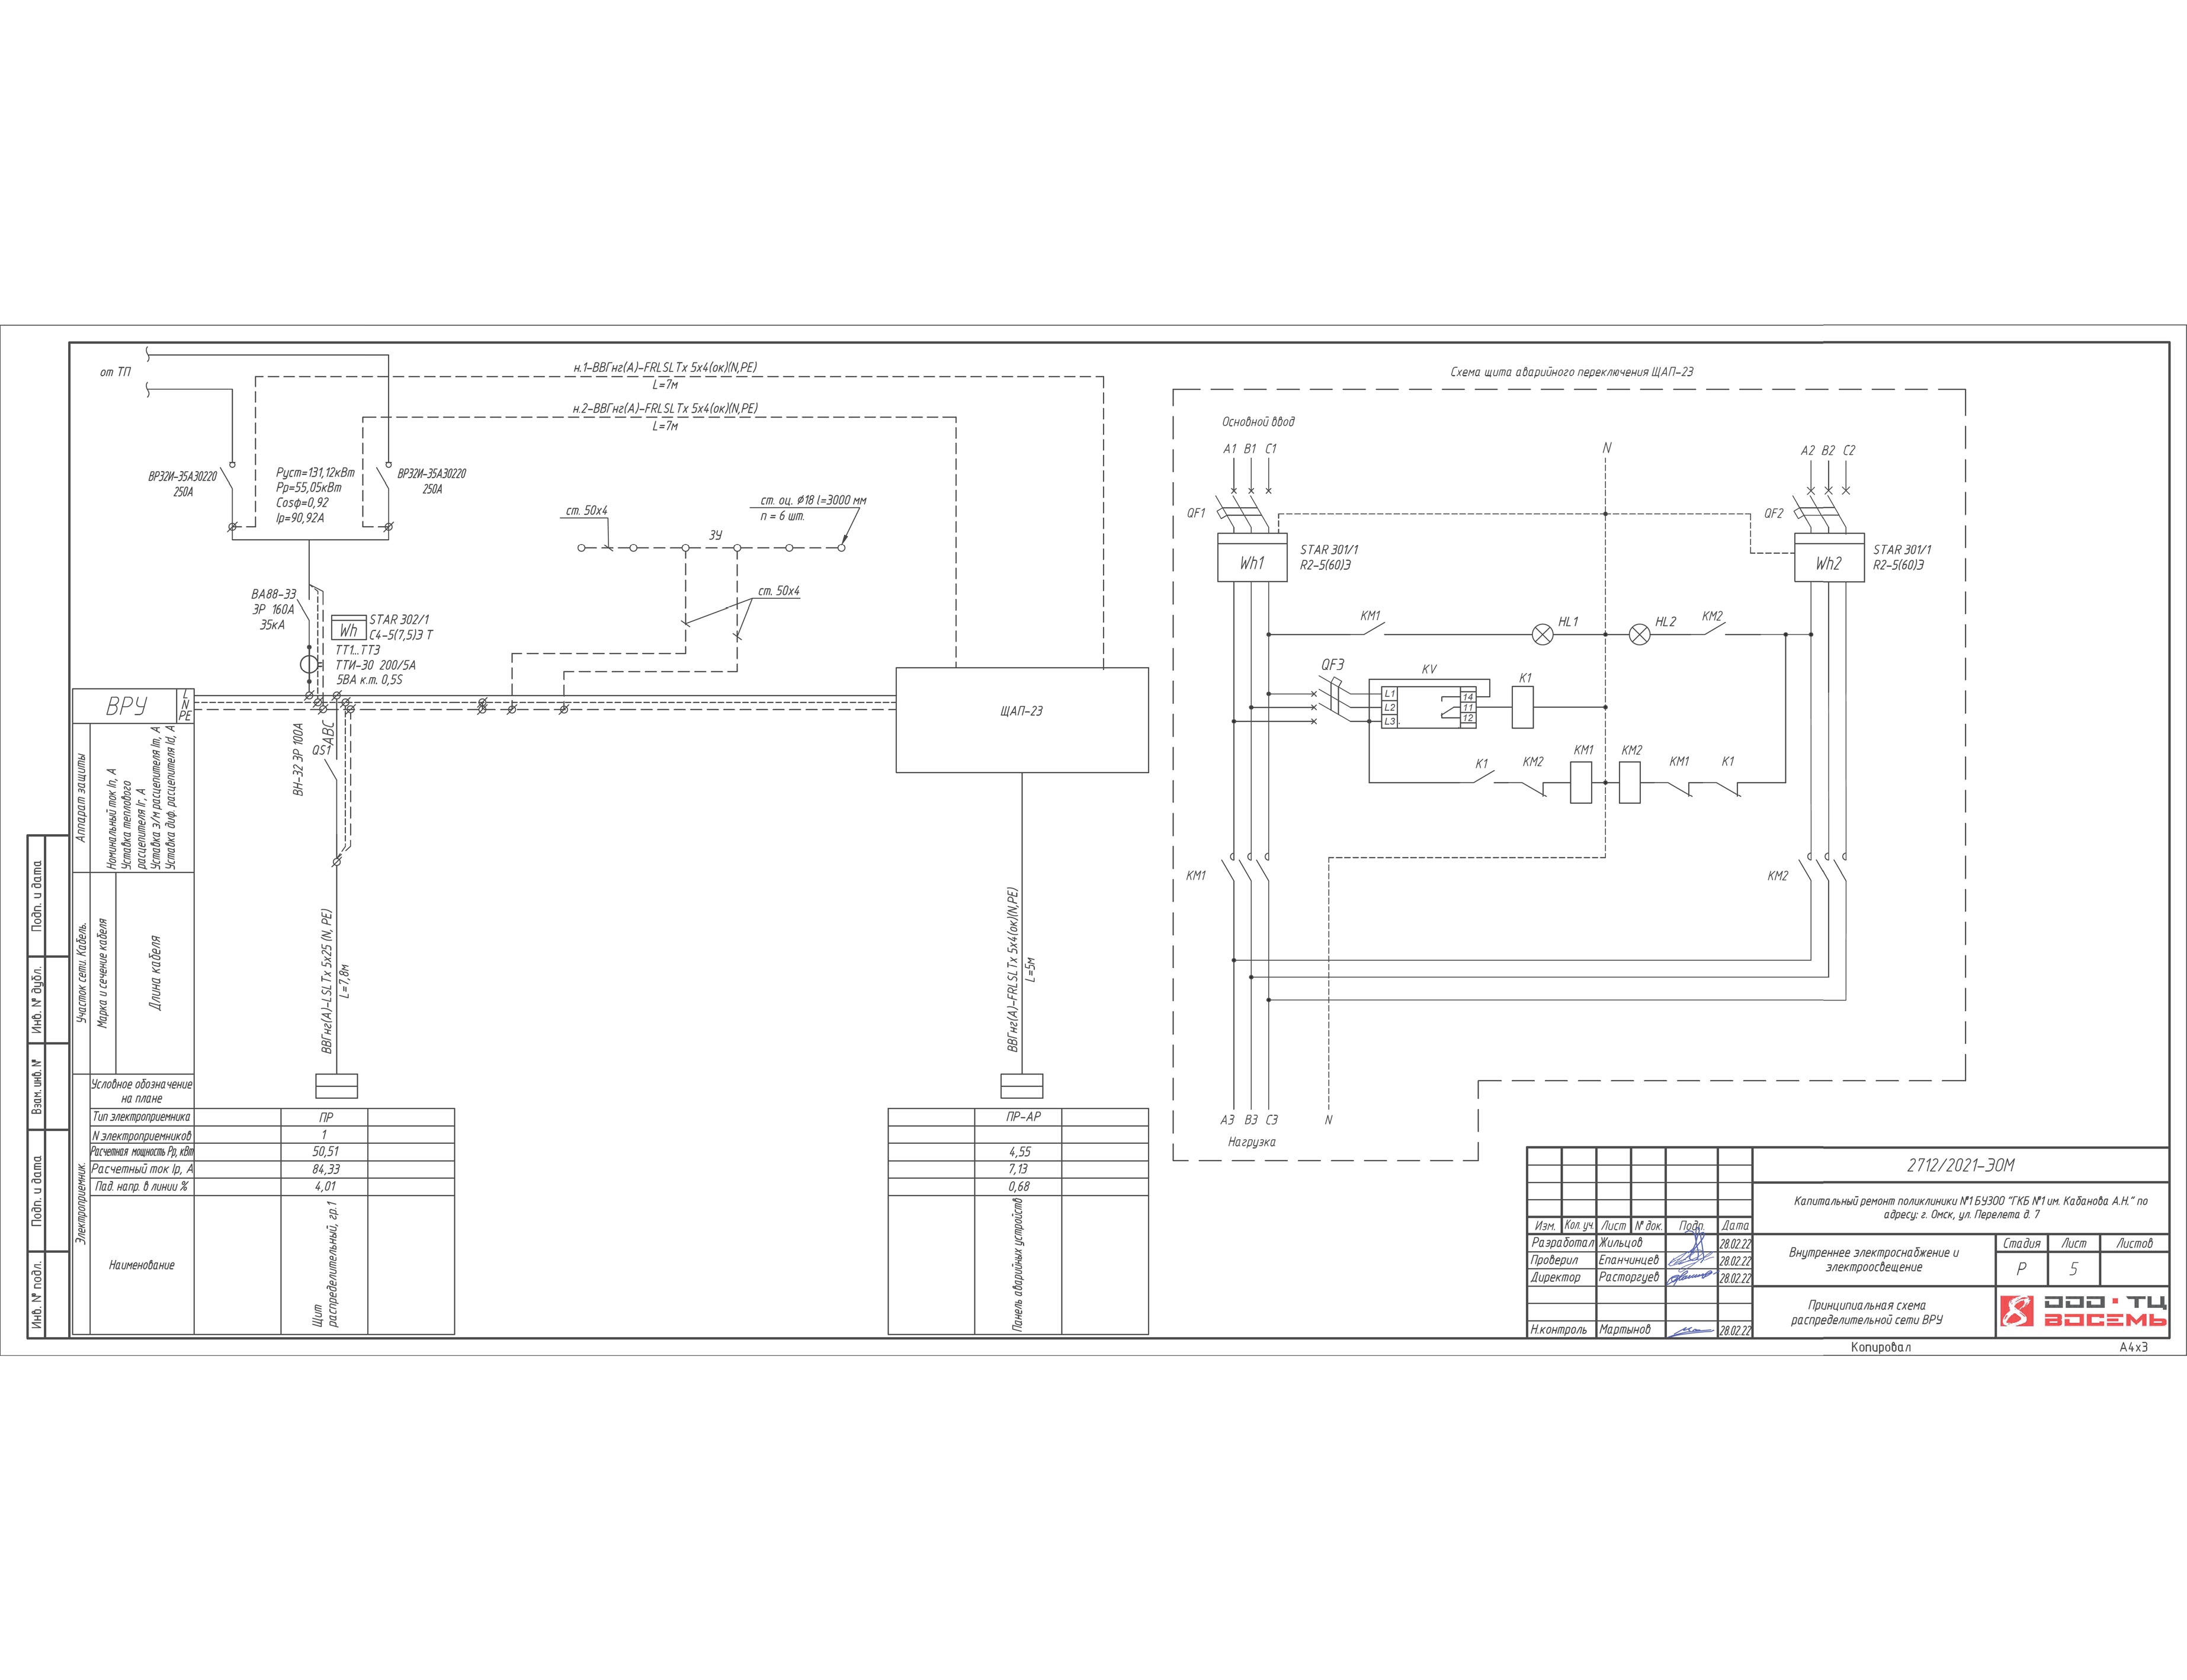 от ТП
н.1-ВВГнг(А)-FRLSLTx 5х4(ок)(N,PE)
L=7м
н.2-ВВГнг(А)-FRLSLTx 5х4(ок)(N,PE)
L=7м
ВР32И-35А30220
250А
Руст=131,12кВт
Рр=55,05кВт
Cosφ=0,92
Iр=90,92А
ВР32И-35А30220
250А
ст. 50х4
ст. оц. Ø18 l=3000 мм
n = 6 шт.
ЗУ
ст. 50х4
ВА88-33
3Р 160А
35кА
Wh
STAR 302/1
С4-5(7,5)Э Т
ТТ1...ТТ3
ТТИ-30 200/5А
5ВА к.т. 0,5S
ВРУ
L
N
PE
ЩАП-23
ВН-32 3Р 100А
АВС
QS1
Аппарат защиты
Номинальный ток In, А
Уставка теплового
расцепителя Ir, А
Уставка э/м расцепителя Im, А
Уставка диф. расцепителя Id, А
Участок сети. Кабель.
Марка и сечение кабеля
Длина кабеля
ВВГнг(А)-LSLTx 5х25 (N, PE)
L=7,8м
ВВГнг(А)-FRLSLTx 5х4(ок)(N,PE)
L=5м
Электроприемник.
Условное обозначение
на плане
Тип электроприемника
ПР
ПР-АР
N электроприемников
1
Расчетная мощность Рр, кВт
50,51
4,55
Расчетный ток Iр, А
84,33
7,13
Пад. напр. в линии %
4,01
0,68
Наименование
Щит
распределительный, гр.1
Панель аварийных устройств
Схема щита аварийного переключения ЩАП-23
Основной ввод
A1 B1 C1
N
A2 B2 C2
QF1
QF2
Wh1
STAR 301/1
R2-5(60)Э
Wh2
STAR 301/1
R2-5(60)Э
KM1
HL1
HL2
KM2
QF3
KV
K1
L1
L2
L3
14
11
12
K1
KM2
KM1
KM2
KM1
K1
KM1
KM2
A3 B3 C3
N
Нагрузка
Подп. и дата
Инв. № дубл.
Взам. инв. №
Подп. и дата
Инв. № подл.
2712/2021-ЭОМ
Капитальный ремонт поликлиники №1 БУЗОО "ГКБ №1 им. Кабанова А.Н." по
адресу: г. Омск, ул. Перелета д. 7
Изм. Кол. уч. Лист № док. Подп. Дата
Разработал Жильцов 28.02.22
Проверил Епанчинцев 28.02.22
Директор Расторгуев 28.02.22
Н.контроль Мартынов 28.02.22
Внутреннее электроснабжение и
электроосвещение
Стадия Лист Листов
Р 5
Принципиальная схема
распределительной сети ВРУ
8 ООО·ТЦ
ВОСЕМЬ
Копировал
А4х3